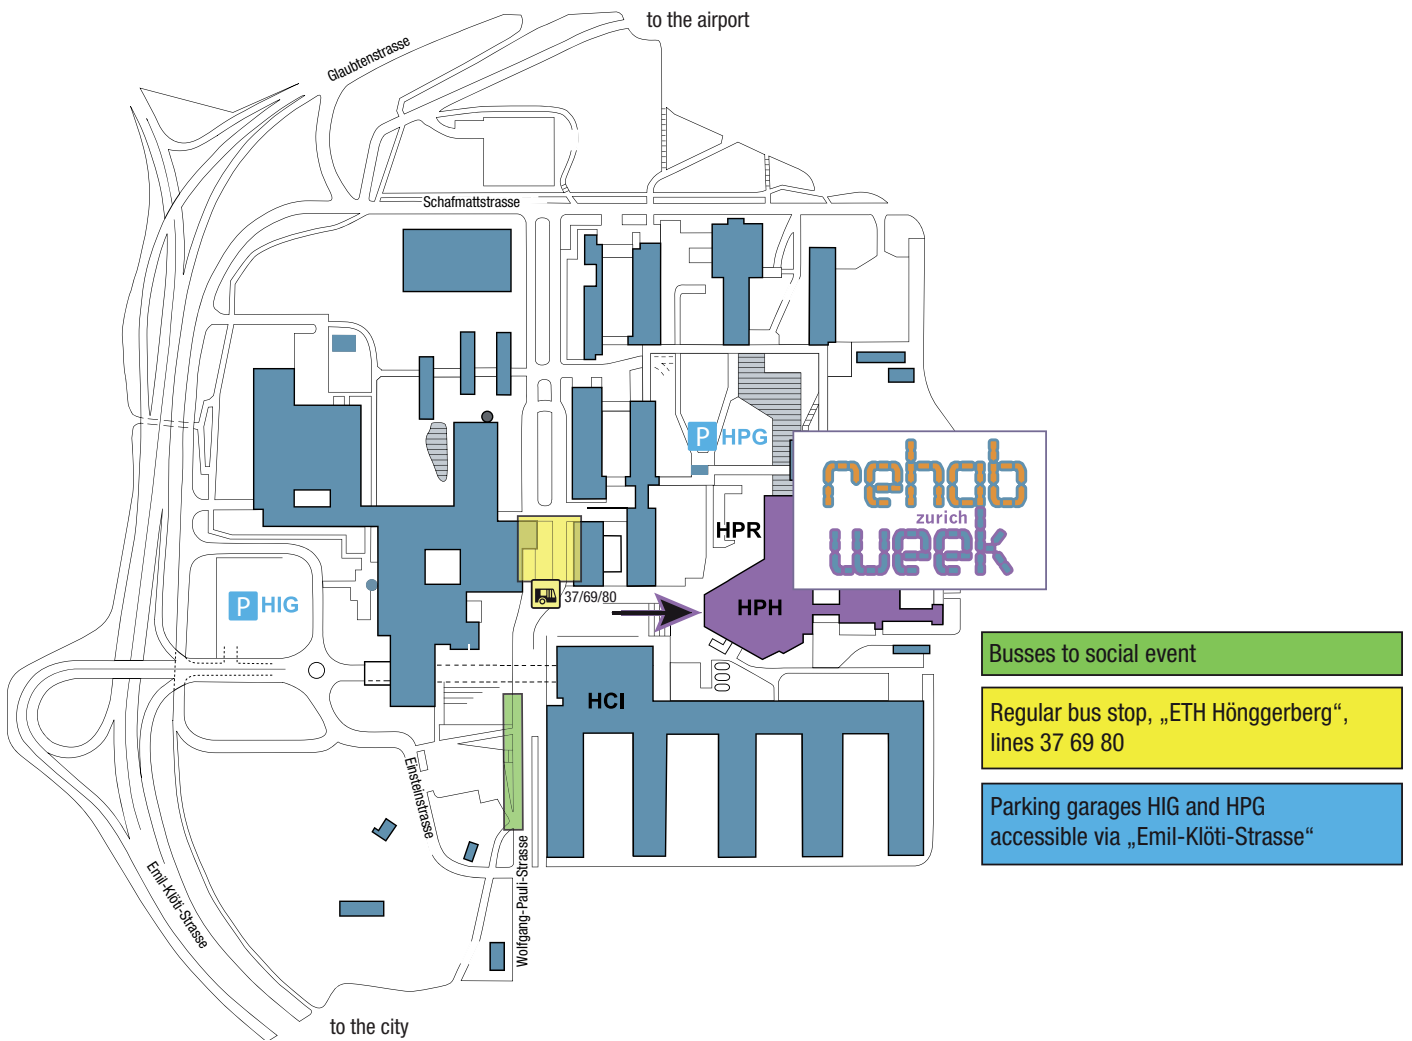 to the airport
Glaubtenstrasse
Schafmattstrasse
P HPG
rehab
zurich
week
HPR
37/69/80
P HIG
HPH
HCI
Busses to social event
Regular bus stop, „ETH Hönggerberg“,
lines 37 69 80
Parking garages HIG and HPG
accessible via „Emil-Klöti-Strasse“
Einsteinstrasse
Wolfgang-Pauli-Strasse
Emil-Klöti-Strasse
to the city